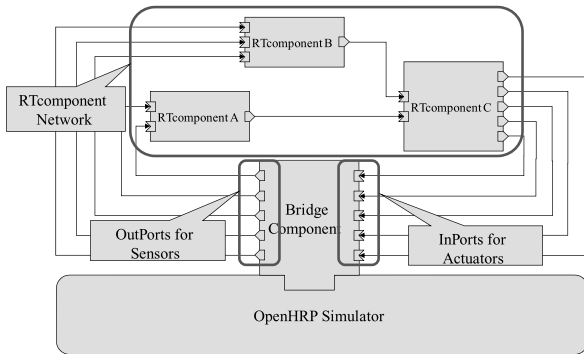 RTcomponent B
RTcomponent
Network
RTcomponent A
RTcomponent C
Bridge
Component
OutPorts for
Sensors
InPorts for
Actuators
OpenHRP Simulator